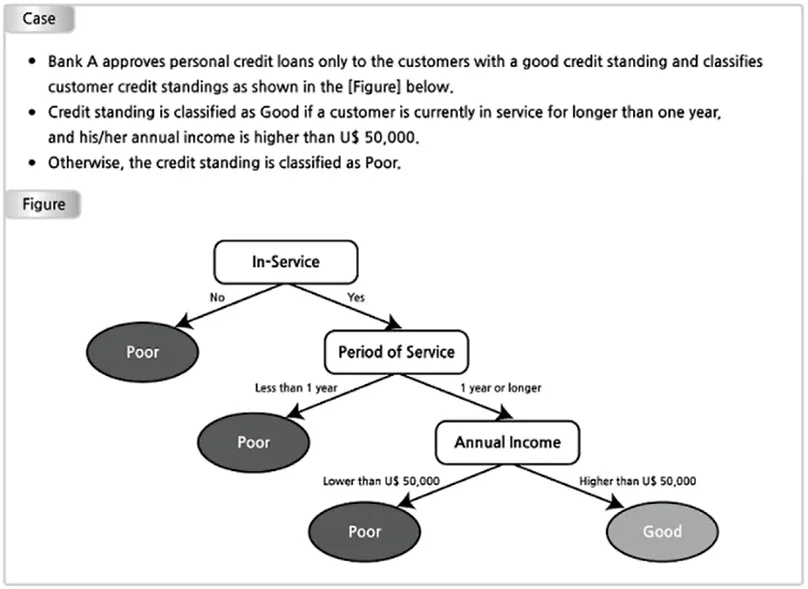 Case
• Bank A approves personal credit loans only to the customers with a good credit standing and classifies
customer credit standings as shown in the [Figure] below.
• Credit standing is classified as Good if a customer is currently in service for longer than one year,
and his/her annual income is higher than U$ 50,000.
• Otherwise, the credit standing is classified as Poor.
Figure
In-Service
No
Yes
Poor
Period of Service
Less than 1 year
1 year or longer
Poor
Annual Income
Lower than U$ 50,000
Higher than U$ 50,000
Poor
Good